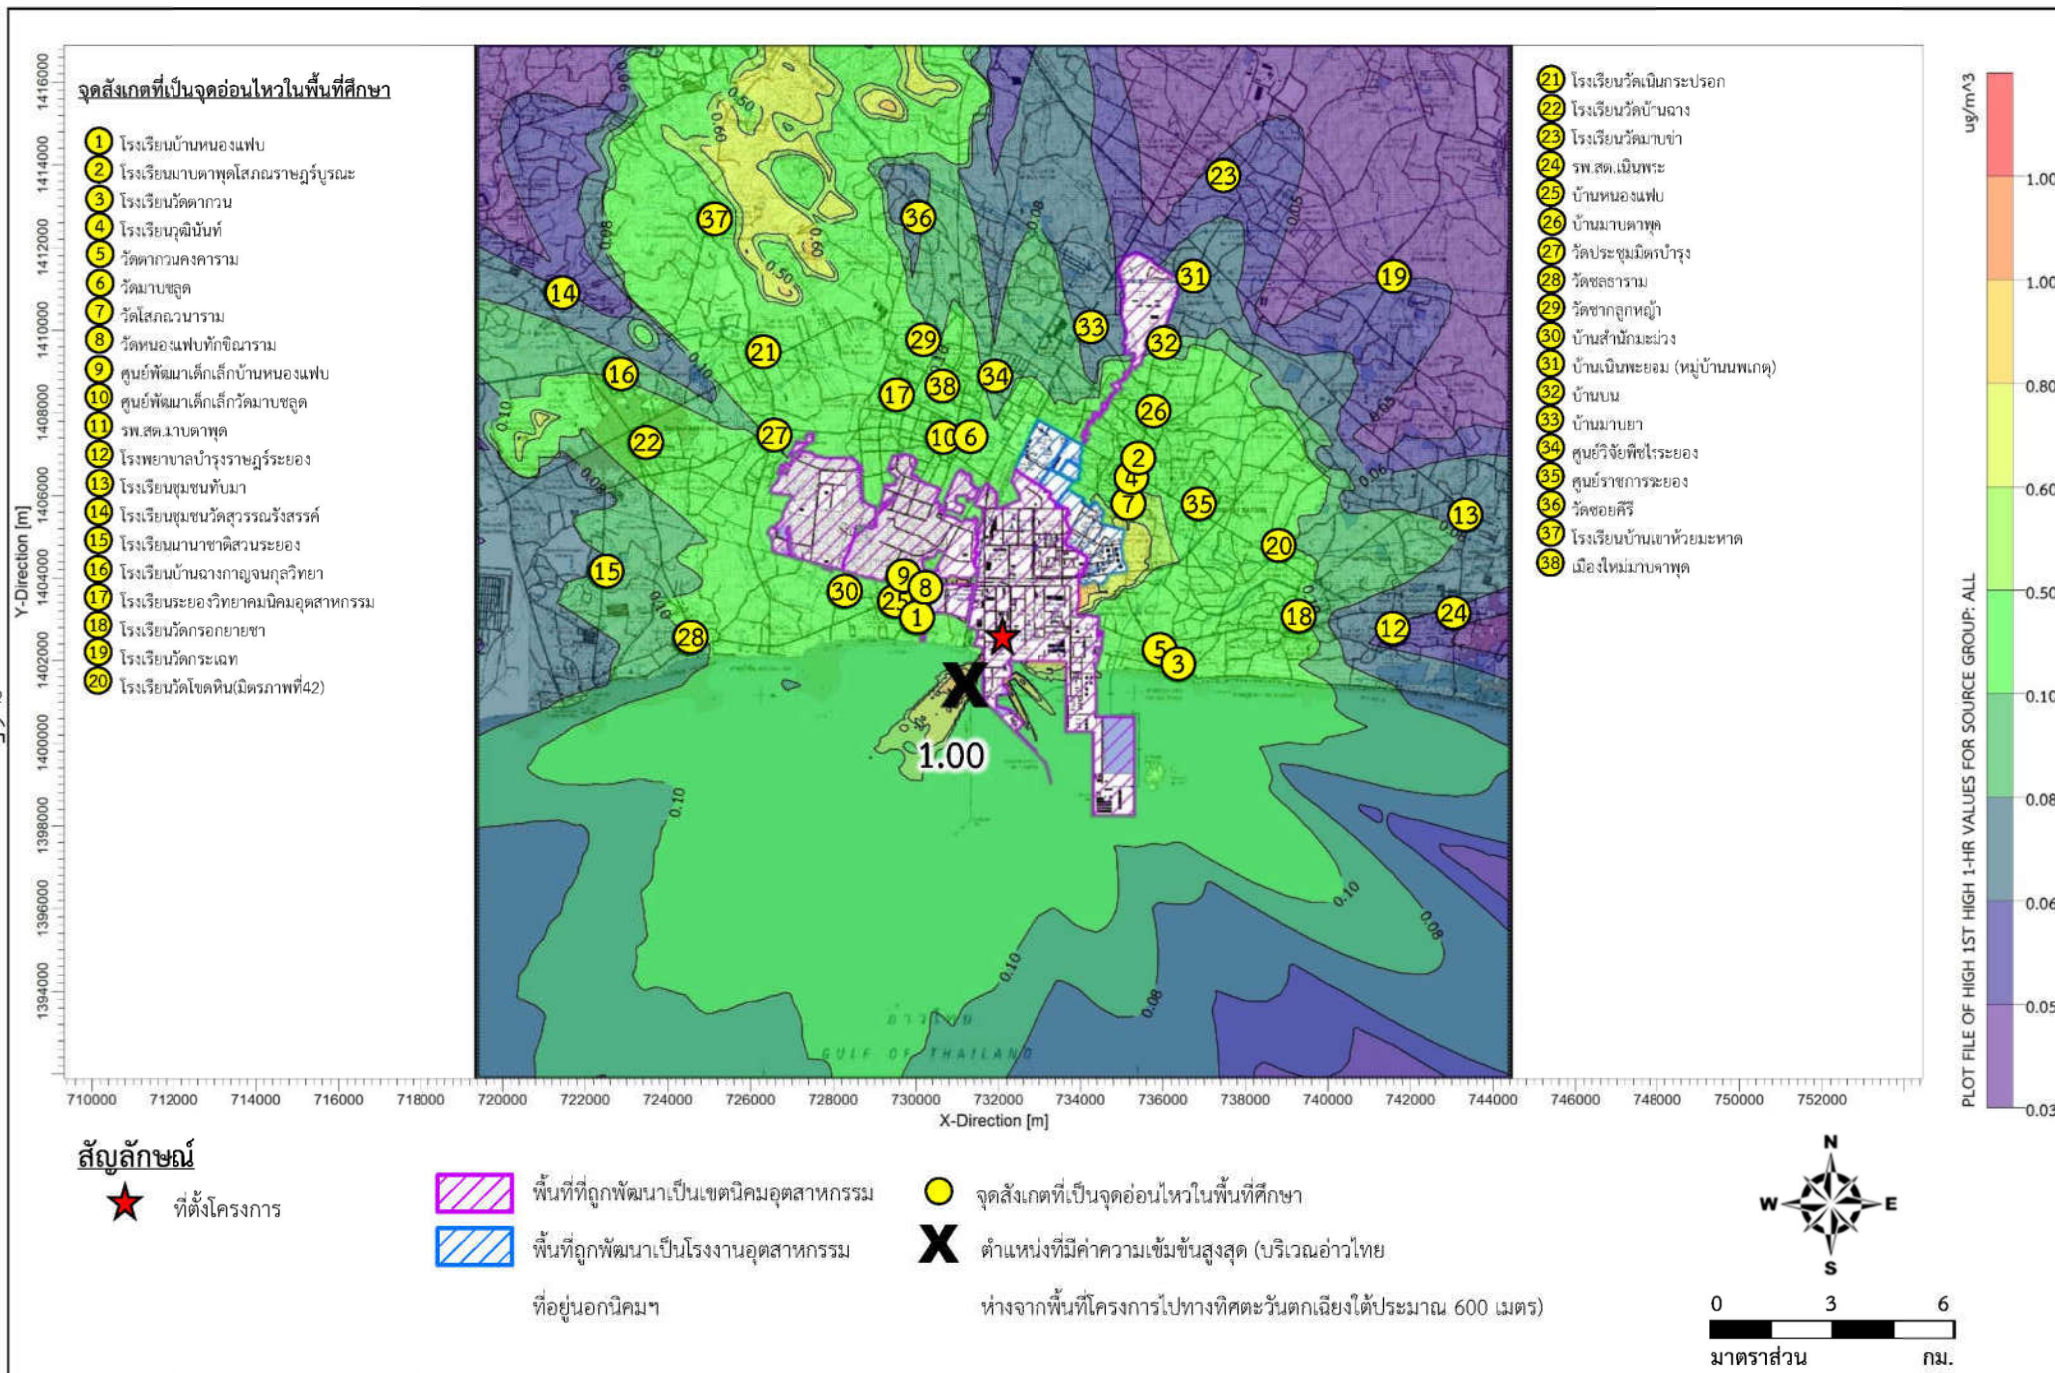 จุดสังเกตที่เป็นจุดอ่อนไหวในพื้นที่ศึกษา
1 โรงเรียนบ้านหนองแฟบ
2 โรงเรียนมาบตาพุดโสภณราษฎร์บูรณะ
3 โรงเรียนวัดตากวน
4 โรงเรียนวุฒินันท์
5 วัดตากวนคงคาราม
6 วัดมาบชลูด
7 วัดโสภณวนาราม
8 วัดหนองแฟบทักขิณาราม
9 ศูนย์พัฒนาเด็กเล็กบ้านหนองแฟบ
10 ศูนย์พัฒนาเด็กเล็กวัดมาบชลูด
11 รพ.สต.มาบตาพุด
12 โรงพยาบาลบำรุงราษฎร์ระยอง
13 โรงเรียนชุมชนทับมา
14 โรงเรียนชุมชนวัดสุวรรณรังสรรค์
15 โรงเรียนนานาชาติสวนระยอง
16 โรงเรียนบ้านฉางกาญจนกุลวิทยา
17 โรงเรียนระยองวิทยาคมนิคมอุตสาหกรรม
18 โรงเรียนวัดกรอกยายชา
19 โรงเรียนวัดกระเฉท
20 โรงเรียนวัดโขดหิน(มิตรภาพที่42)
21 โรงเรียนวัดเนินกระปรอก
22 โรงเรียนวัดบ้านฉาง
23 โรงเรียนวัดมาบข่า
24 รพ.สต.เนินพระ
25 บ้านหนองแฟบ
26 บ้านมาบตาพุด
27 วัดประชุมมิตรบำรุง
28 วัดชลธาราม
29 วัดชากลูกหญ้า
30 บ้านสำนักมะม่วง
31 บ้านเนินพะยอม (หมู่บ้านนพเกตุ)
32 บ้านบน
33 บ้านมาบยา
34 ศูนย์วิจัยพืชไร่ระยอง
35 ศูนย์ราชการระยอง
36 วัดซอยคีรี
37 โรงเรียนบ้านเขาห้วยมะหาด
38 เมืองใหม่มาบตาพุด
Y-Direction [m]
1416000
1414000
1412000
1410000
1408000
1406000
1404000
1402000
1400000
1398000
1396000
1394000
1.00
อ่าวไทย
GULF OF THAILAND
710000 712000 714000 716000 718000 720000 722000 724000 726000 728000 730000 732000 734000 736000 738000 740000 742000 744000 746000 748000 750000 752000
X-Direction [m]
PLOT FILE OF HIGH 1ST HIGH 1-HR VALUES FOR SOURCE GROUP: ALL
ug/m^3
1.00
1.00
0.80
0.60
0.50
0.10
0.08
0.06
0.05
0.03
สัญลักษณ์
ที่ตั้งโครงการ
พื้นที่ที่ถูกพัฒนาเป็นเขตนิคมอุตสาหกรรม
พื้นที่ถูกพัฒนาเป็นโรงงานอุตสาหกรรม
ที่อยู่นอกนิคมฯ
จุดสังเกตที่เป็นจุดอ่อนไหวในพื้นที่ศึกษา
X ตำแหน่งที่มีค่าความเข้มข้นสูงสุด (บริเวณอ่าวไทย
ห่างจากพื้นที่โครงการไปทางทิศตะวันตกเฉียงใต้ประมาณ 600 เมตร)
N
W E
S
0 3 6
มาตราส่วน กม.